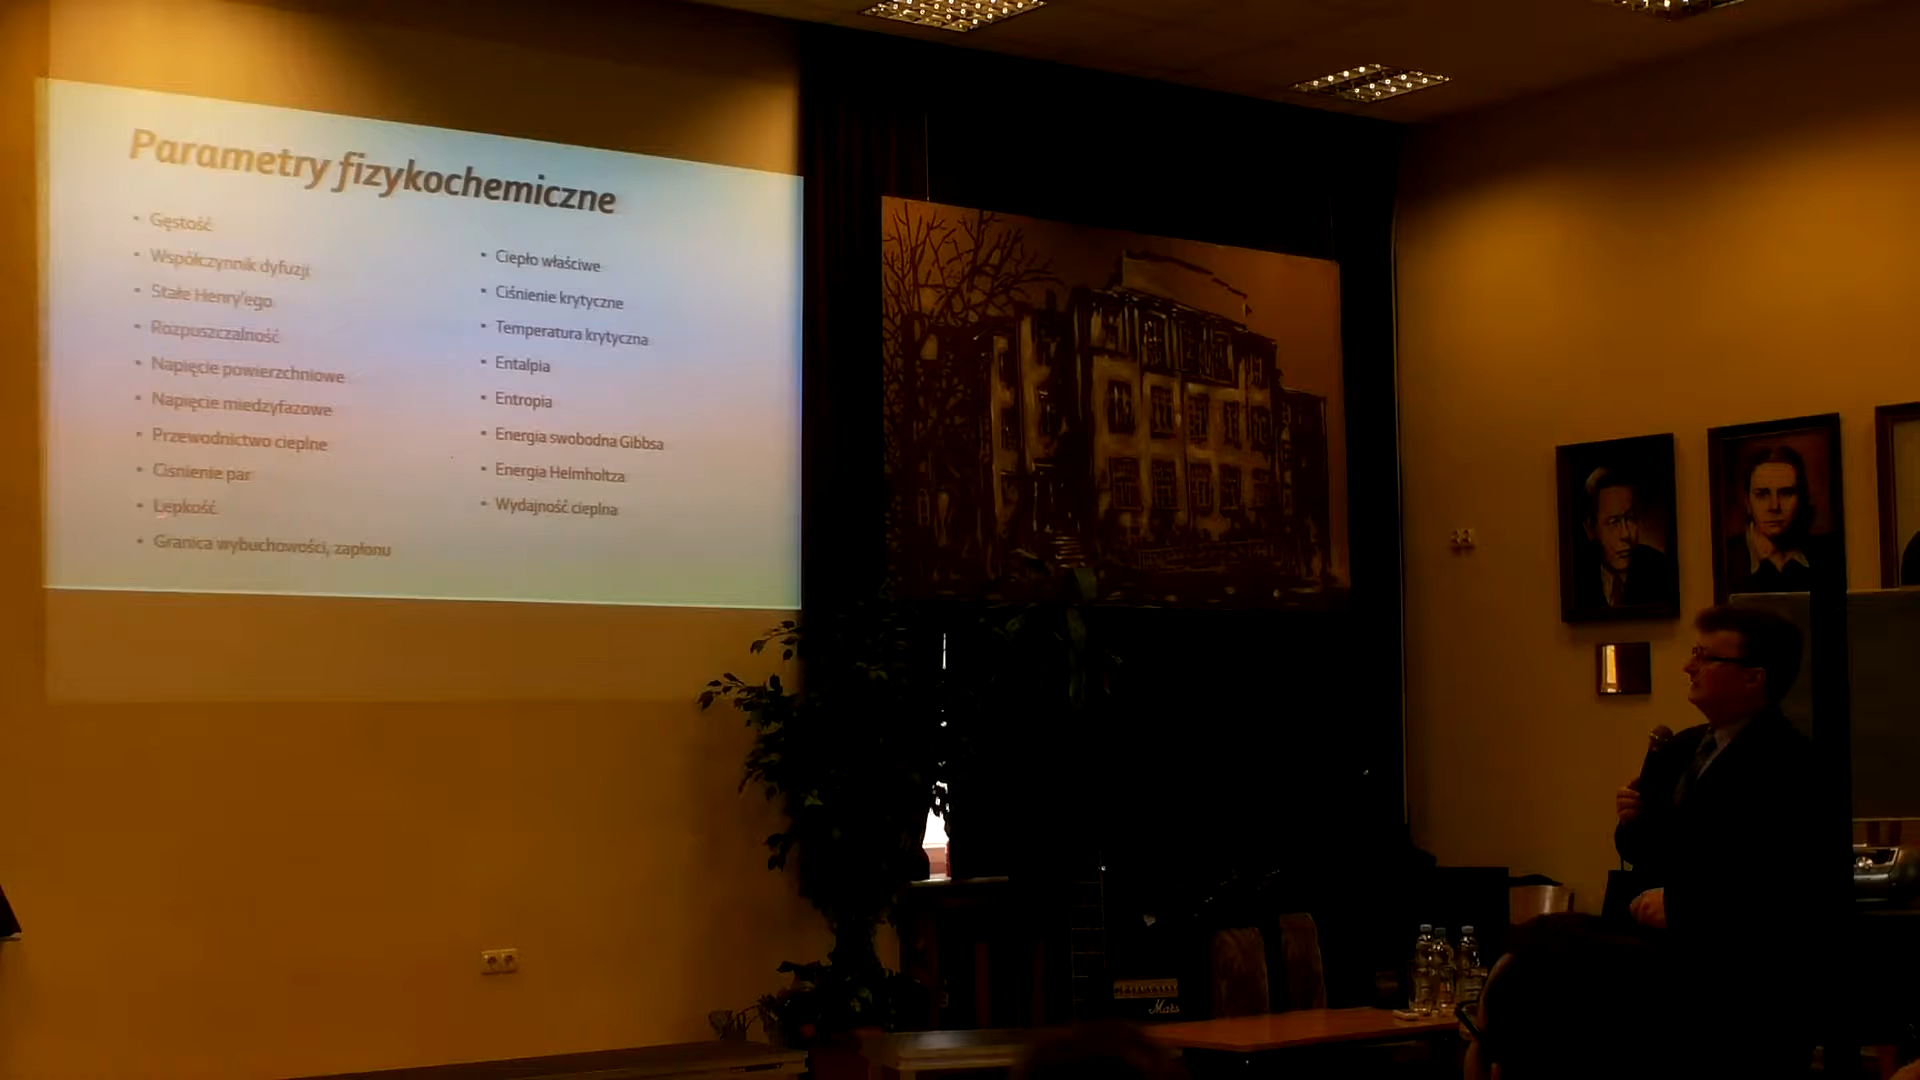 Parametry fizykochemiczne
• Gęstość
• Współczynnik dyfuzji
• Stałe Henry'ego
• Rozpuszczalność
• Napięcie powierzchniowe
• Napięcie miedzyfazowe
• Przewodnictwo cieplne
• Cisnienie par
• Lepkość
• Granica wybuchowości, zapłonu
• Ciepło właściwe
• Ciśnienie krytyczne
• Temperatura krytyczna
• Entalpia
• Entropia
• Energia swobodna Gibbsa
• Energia Helmholtza
• Wydajność cieplna